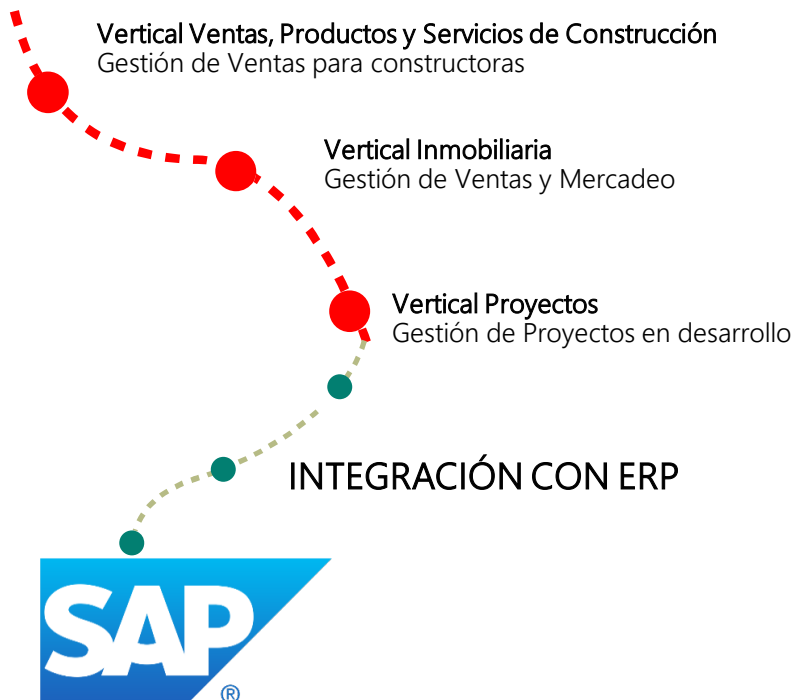 Vertical Ventas, Productos y Servicios de Construcción
Gestión de Ventas para constructoras
Vertical Inmobiliaria
Gestión de Ventas y Mercadeo
Vertical Proyectos
Gestión de Proyectos en desarrollo
INTEGRACIÓN CON ERP
SAP
®